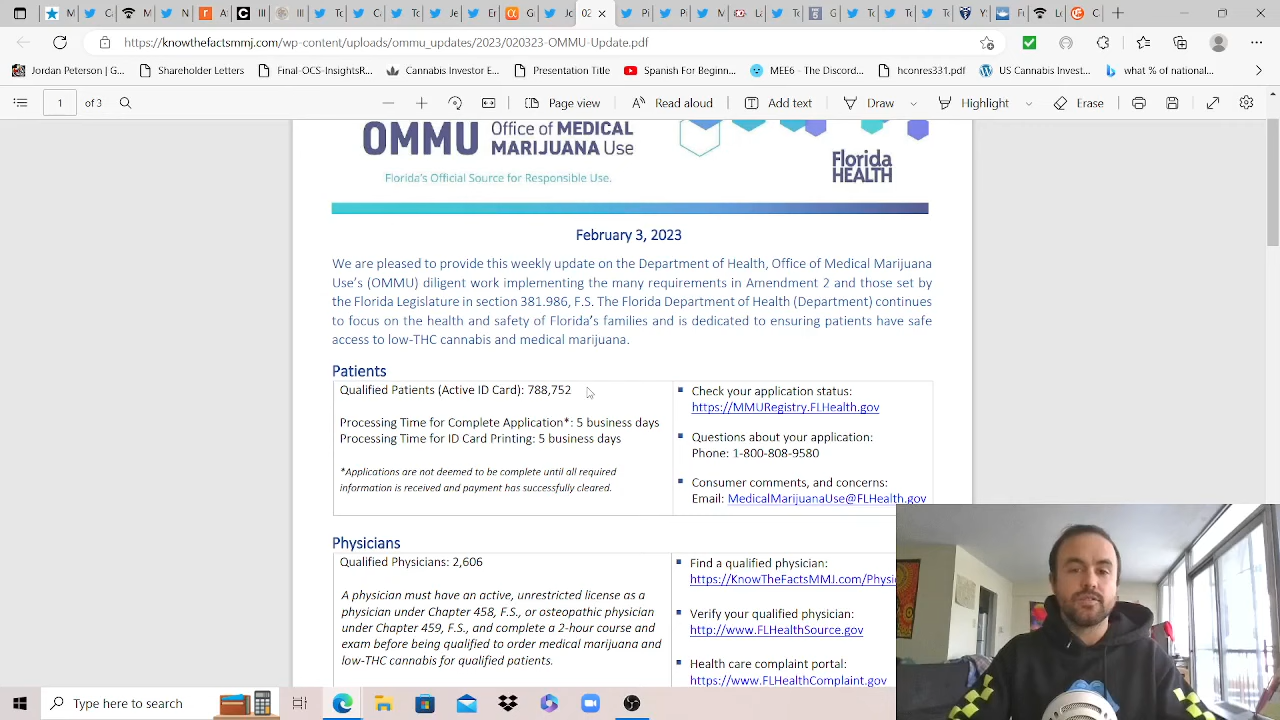 02
https://knowthefactsmmj.com/wp-content/uploads/ommu_updates/2023/020323-OMMU-Update.pdf
Jordan Peterson | G...
Shareholder Letters
Final-OCS-InsightsR...
Cannabis Investor E...
Presentation Title
Spanish For Beginn...
MEE6 - The Discord...
hconres331.pdf
US Cannabis Invest...
what % of national...
1 of 3
Page view
Read aloud
Add text
Draw
Highlight
Erase
OMMU Office of MEDICAL
MARIJUANA Use
Florida's Official Source for Responsible Use.
Florida
HEALTH
February 3, 2023
We are pleased to provide this weekly update on the Department of Health, Office of Medical Marijuana
Use's (OMMU) diligent work implementing the many requirements in Amendment 2 and those set by
the Florida Legislature in section 381.986, F.S. The Florida Department of Health (Department) continues
to focus on the health and safety of Florida's families and is dedicated to ensuring patients have safe
access to low-THC cannabis and medical marijuana.
Patients
Qualified Patients (Active ID Card): 788,752
Processing Time for Complete Application*: 5 business days
Processing Time for ID Card Printing: 5 business days
*Applications are not deemed to be complete until all required
information is received and payment has successfully cleared.
Check your application status:
https://MMURegistry.FLHealth.gov
Questions about your application:
Phone: 1-800-808-9580
Consumer comments, and concerns:
Email: MedicalMarijuanaUse@FLHealth.gov
Physicians
Qualified Physicians: 2,606
A physician must have an active, unrestricted license as a
physician under Chapter 458, F.S., or osteopathic physician
under Chapter 459, F.S., and complete a 2-hour course and
exam before being qualified to order medical marijuana and
low-THC cannabis for qualified patients.
Find a qualified physician:
https://KnowTheFactsMMJ.com/Physi
Verify your qualified physician:
http://www.FLHealthSource.gov
Health care complaint portal:
https://www.FLHealthComplaint.gov
Type here to search